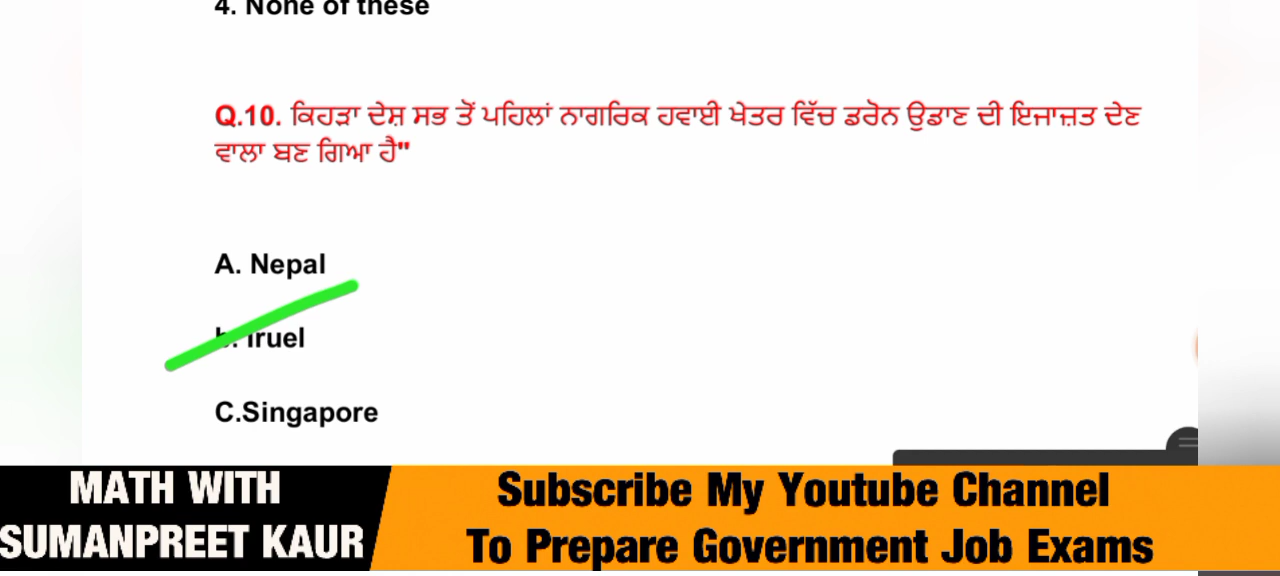 4. None of these
Q.10. ਕਿਹੜਾ ਦੇਸ਼ ਸਭ ਤੋਂ ਪਹਿਲਾਂ ਨਾਗਰਿਕ ਹਵਾਈ ਖੇਤਰ ਵਿੱਚ ਡਰੋਨ ਉਡਾਣ ਦੀ ਇਜਾਜ਼ਤ ਦੇਣ
ਵਾਲਾ ਬਣ ਗਿਆ ਹੈ"
A. Nepal
b. Iruel
C.Singapore
MATH WITH
SUMANPREET KAUR
Subscribe My Youtube Channel
To Prepare Government Job Exams